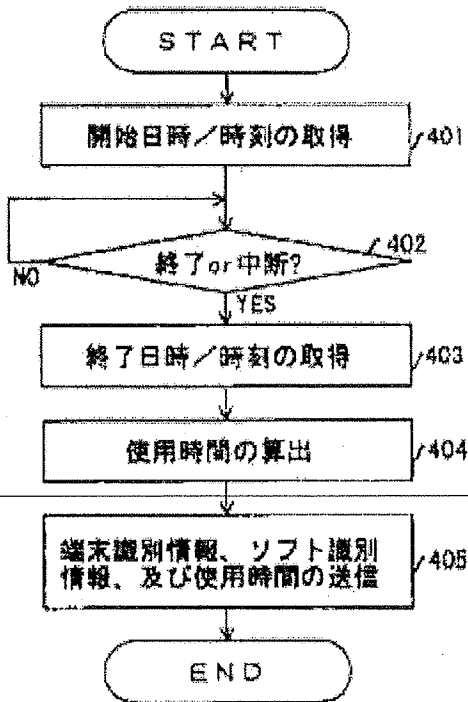 START
開始日時／時刻の取得
401
402
終了or中断?
NO
YES
終了日時／時刻の取得
403
使用時間の算出
404
端末識別情報、ソフト識別
情報、及び使用時間の送信
405
END